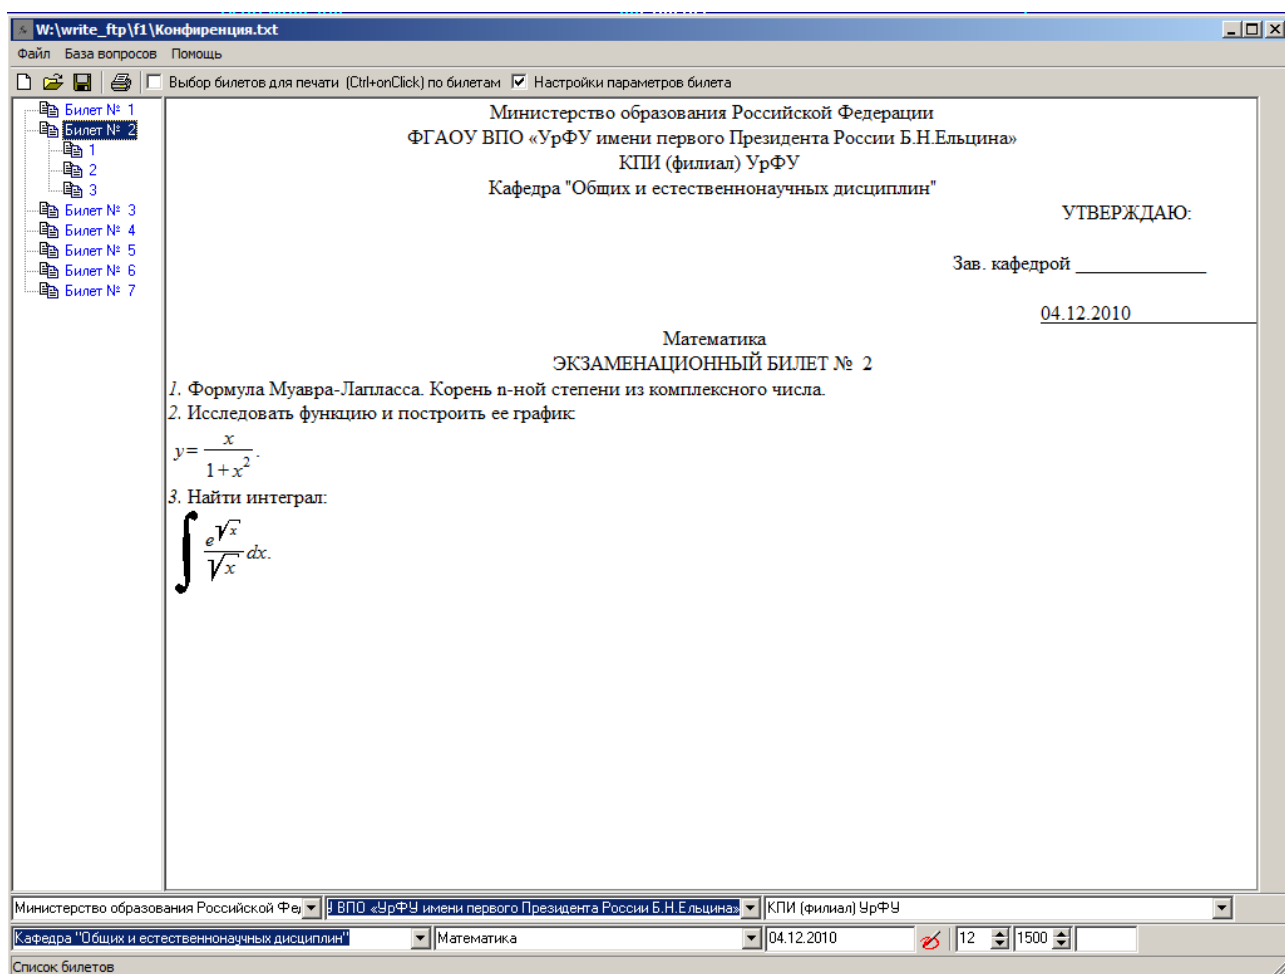 W:\write_ftp\f1\Конфиренция.txt
Файл База вопросов Помощь
Выбор билетов для печати (Ctrl+onClick) по билетам Настройки параметров билета
Билет № 1
Билет № 2
1
2
3
Билет № 3
Билет № 4
Билет № 5
Билет № 6
Билет № 7
Министерство образования Российской Федерации
ФГАОУ ВПО «УрФУ имени первого Президента России Б.Н.Ельцина»
КПИ (филиал) УрФУ
Кафедра "Общих и естественнонаучных дисциплин"
УТВЕРЖДАЮ:
Зав. кафедрой ____________
04.12.2010
Математика
ЭКЗАМЕНАЦИОННЫЙ БИЛЕТ № 2
1. Формула Муавра-Лапласса. Корень n-ной степени из комплексного числа.
2. Исследовать функцию и построить ее график:
y = x / (1 + x²).
3. Найти интеграл:
∫ e^√x / √x dx.
Министерство образования Российской Фе, У ВПО «УрФУ имени первого Президента России Б.Н.Ельцина» КПИ (филиал) УрФУ
Кафедра "Общих и естественнонаучных дисциплин" Математика 04.12.2010 12 1500
Список билетов